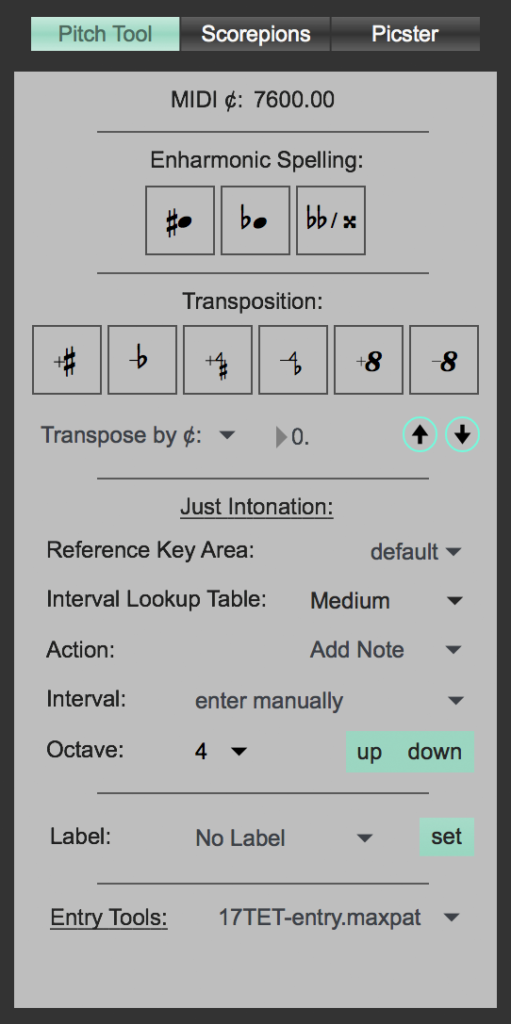 Pitch Tool Scorepions Picster
MIDI ¢: 7600.00
Enharmonic Spelling:
♯ ♭ ♭♭/𝄪
Transposition:
+♯ −♭ +4♯ −4♭ +8 −8
Transpose by ¢: 0.
Just Intonation:
Reference Key Area: default
Interval Lookup Table: Medium
Action: Add Note
Interval: enter manually
Octave: 4 up down
Label: No Label set
Entry Tools: 17TET-entry.maxpat